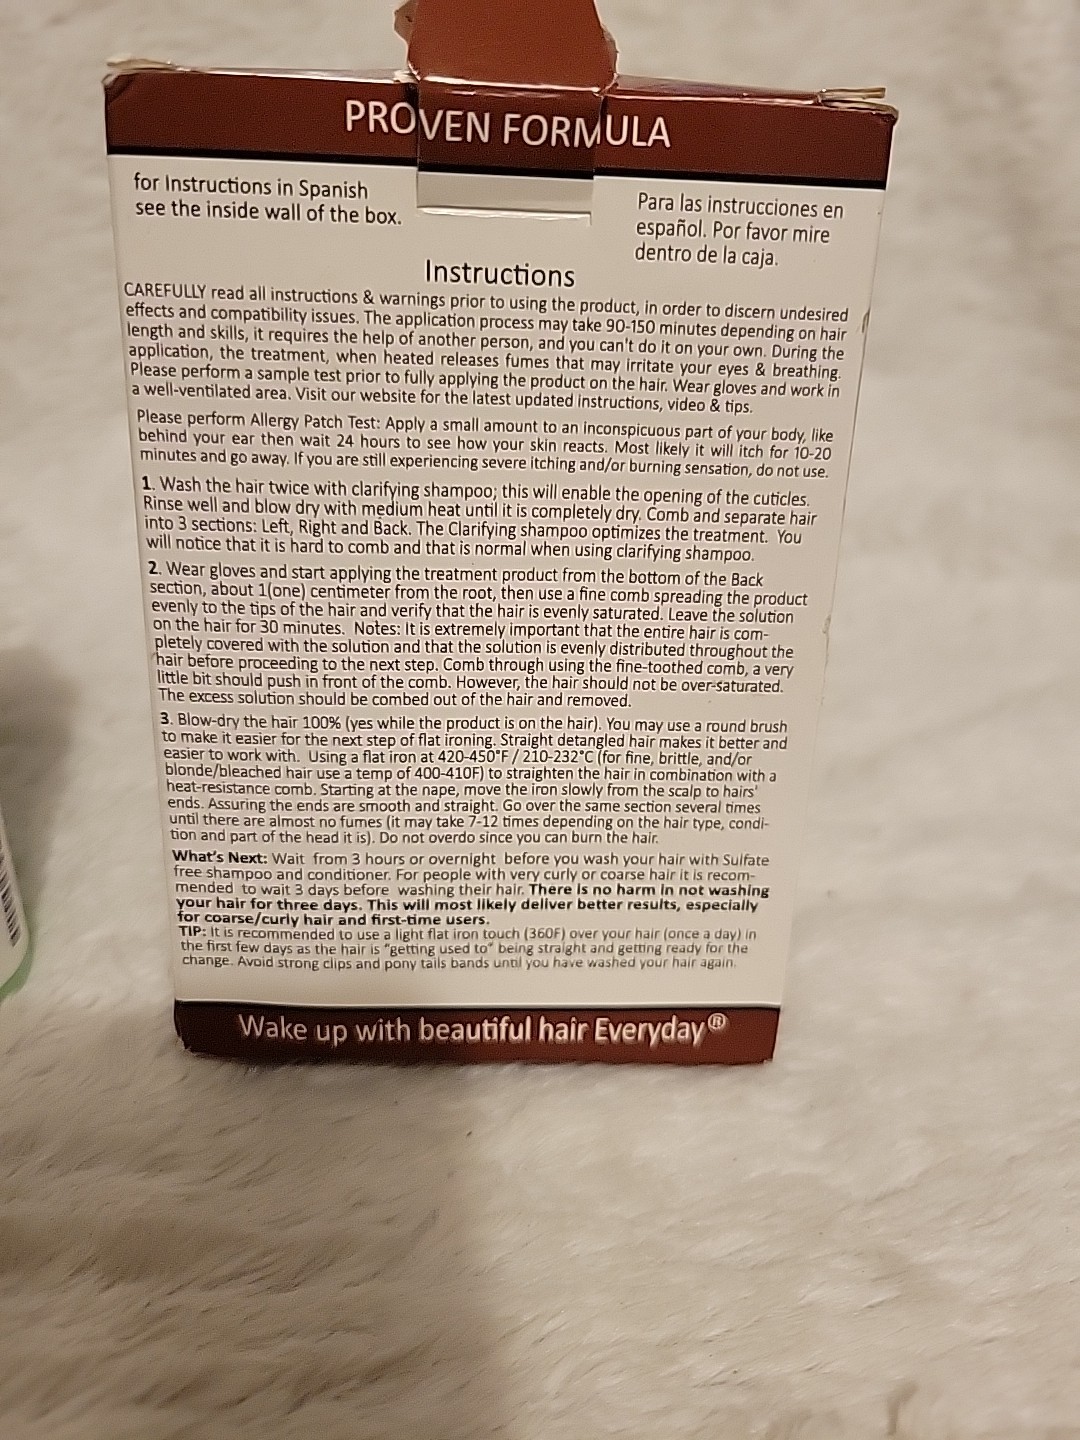 PROVEN FORMULA
for Instructions in Spanish
see the inside wall of the box.
Para las instrucciones en
español. Por favor mire
dentro de la caja.
Instructions
CAREFULLY read all instructions & warnings prior to using the product, in order to discern undesired
effects and compatibility issues. The application process may take 90-150 minutes depending on hair
length and skills, it requires the help of another person, and you can't do it on your own. During the
application, the treatment, when heated releases fumes that may irritate your eyes & breathing.
Please perform a sample test prior to fully applying the product on the hair. Wear gloves and work in
a well-ventilated area. Visit our website for the latest updated instructions, video & tips.
Please perform Allergy Patch Test: Apply a small amount to an inconspicuous part of your body, like
behind your ear then wait 24 hours to see how your skin reacts. Most likely it will itch for 10-20
minutes and go away. If you are still experiencing severe itching and/or burning sensation, do not use.
1. Wash the hair twice with clarifying shampoo; this will enable the opening of the cuticles.
Rinse well and blow dry with medium heat until it is completely dry. Comb and separate hair
into 3 sections: Left, Right and Back. The Clarifying shampoo optimizes the treatment. You
will notice that it is hard to comb and that is normal when using clarifying shampoo.
2. Wear gloves and start applying the treatment product from the bottom of the Back
section, about 1(one) centimeter from the root, then use a fine comb spreading the product
evenly to the tips of the hair and verify that the hair is evenly saturated. Leave the solution
on the hair for 30 minutes. Notes: It is extremely important that the entire hair is com-
pletely covered with the solution and that the solution is evenly distributed throughout the
hair before proceeding to the next step. Comb through using the fine-toothed comb, a very
little bit should push in front of the comb. However, the hair should not be over-saturated.
The excess solution should be combed out of the hair and removed.
3. Blow-dry the hair 100% (yes while the product is on the hair). You may use a round brush
to make it easier for the next step of flat ironing. Straight detangled hair makes it better and
easier to work with. Using a flat iron at 420-450°F / 210-232°C (for fine, brittle, and/or
blonde/bleached hair use a temp of 400-410F) to straighten the hair in combination with a
heat-resistance comb. Starting at the nape, move the iron slowly from the scalp to hairs'
ends. Assuring the ends are smooth and straight. Go over the same section several times
until there are almost no fumes (it may take 7-12 times depending on the hair type, condi-
tion and part of the head it is). Do not overdo since you can burn the hair.
What's Next: Wait from 3 hours or overnight before you wash your hair with Sulfate
free shampoo and conditioner. For people with very curly or coarse hair it is recom-
mended to wait 3 days before washing their hair. There is no harm in not washing
your hair for three days. This will most likely deliver better results, especially
for coarse/curly hair and first-time users.
TIP: It is recommended to use a light flat iron touch (360F) over your hair (once a day) in
the first few days as the hair is "getting used to" being straight and getting ready for the
change. Avoid strong clips and pony tails bands until you have washed your hair again.
Wake up with beautiful hair Everyday®